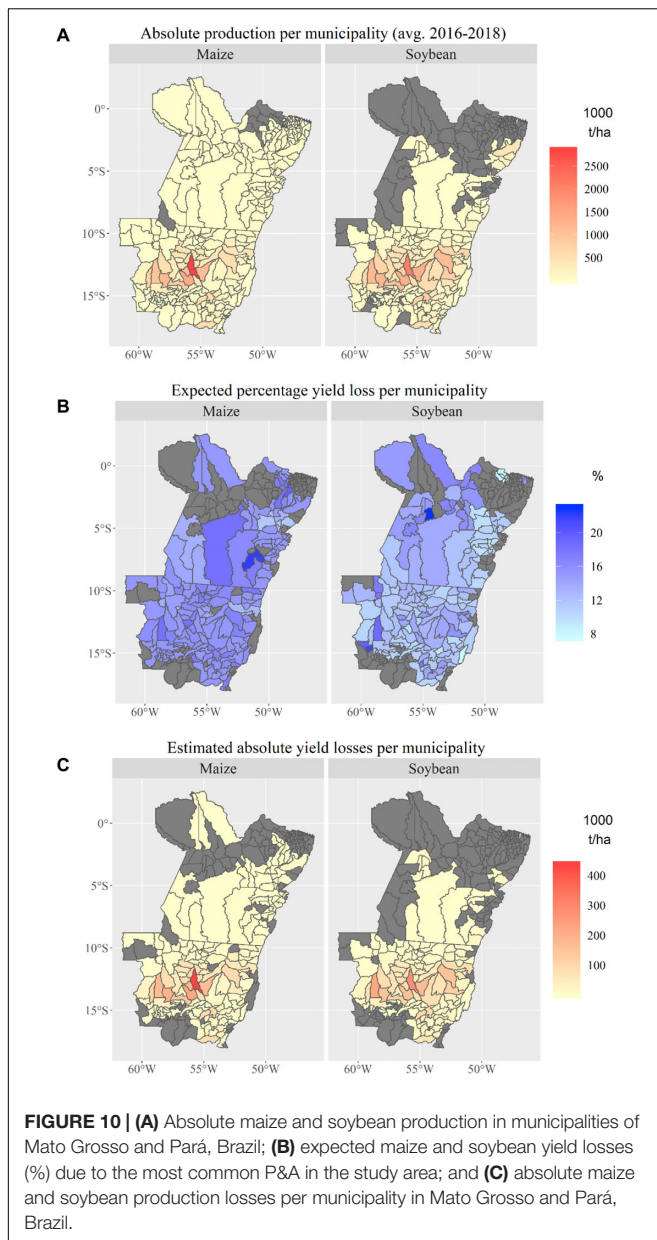 A
Absolute production per municipality (avg. 2016-2018)
Maize
Soybean
0°
5°S
10°S
15°S
60°W
55°W
50°W
60°W
55°W
50°W
1000
t/ha
2500
2000
1500
1000
500
B
Expected percentage yield loss per municipality
Maize
Soybean
0°
5°S
10°S
15°S
60°W
55°W
50°W
60°W
55°W
50°W
%
20
16
12
8
C
Estimated absolute yield losses per municipality
Maize
Soybean
0°
5°S
10°S
15°S
60°W
55°W
50°W
60°W
55°W
50°W
1000
t/ha
400
300
200
100
FIGURE 10 | (A) Absolute maize and soybean production in municipalities of
Mato Grosso and Pará, Brazil; (B) expected maize and soybean yield losses
(%) due to the most common P&A in the study area; and (C) absolute maize
and soybean production losses per municipality in Mato Grosso and Pará,
Brazil.